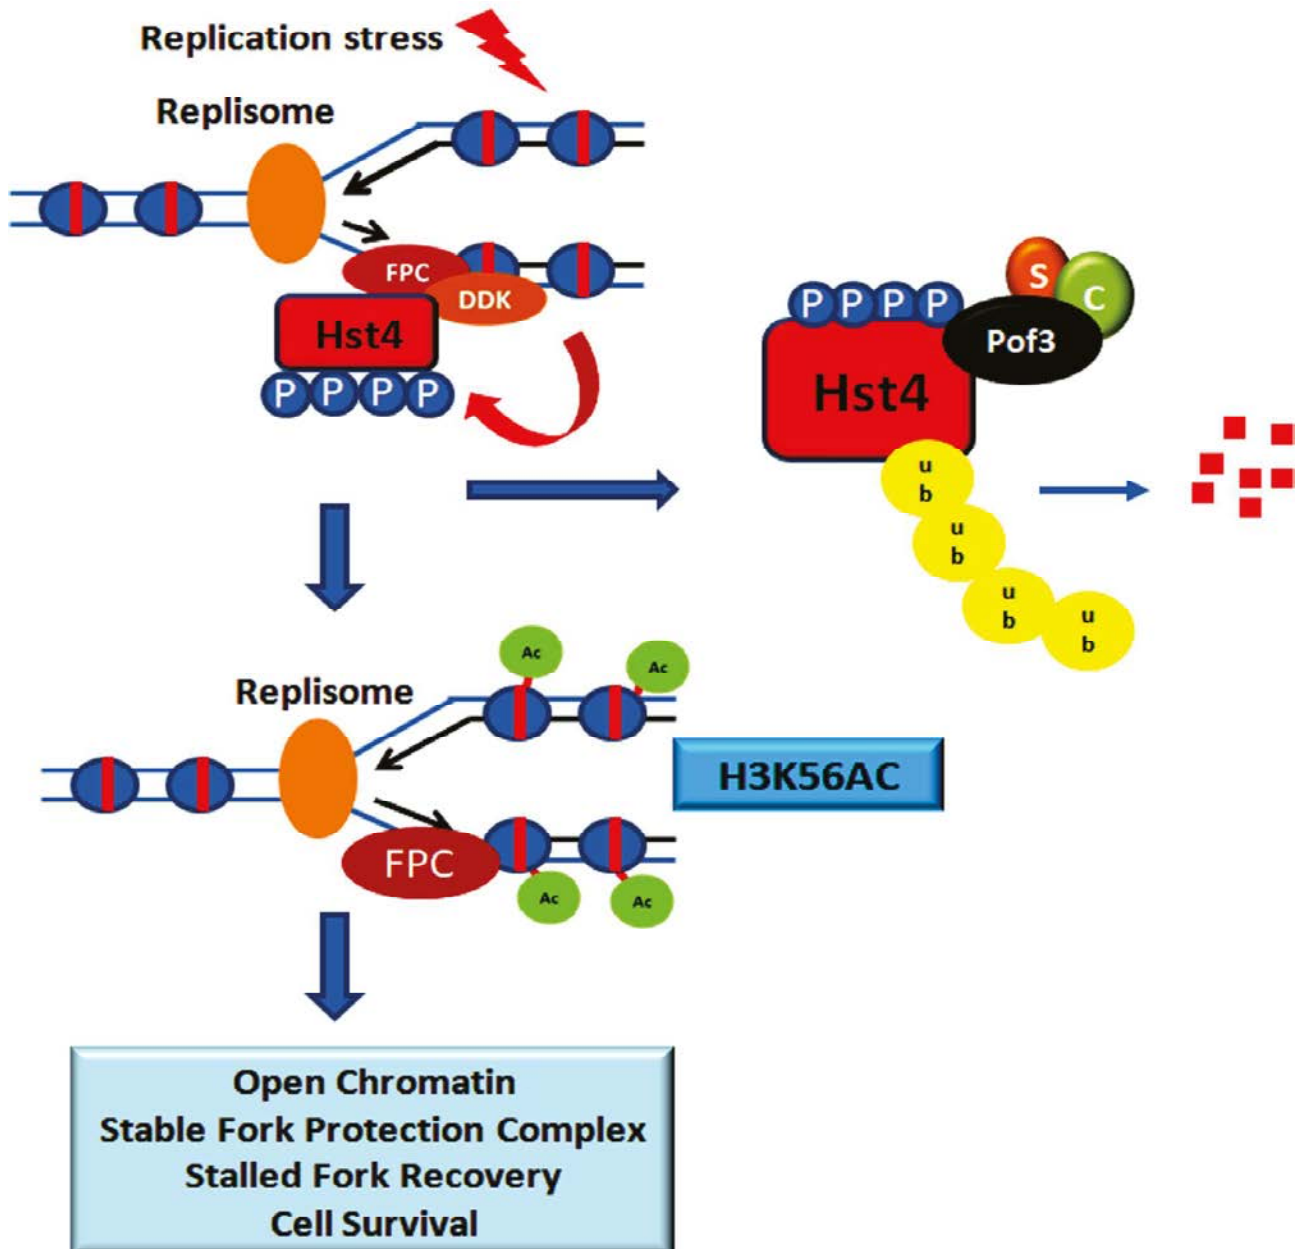 Replication stress
Replisome
FPC
DDK
Hst4
P P P P
S
C
P P P P
Pof3
Hst4
u
b
u
b
u
b
u
b
Ac
Ac
Replisome
H3K56AC
FPC
Ac
Ac
Open Chromatin
Stable Fork Protection Complex
Stalled Fork Recovery
Cell Survival